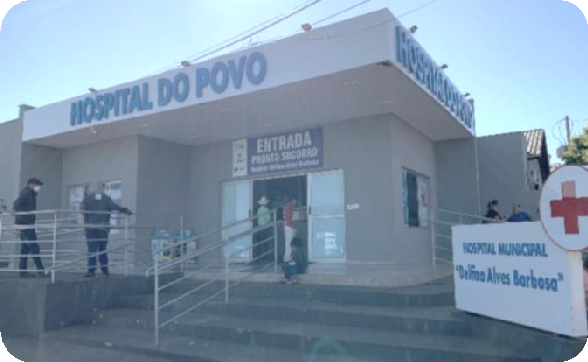 HOSPITAL DO POVO
ENTRADA
PRONTO SOCORRO
HOSPITAL MUNICIPAL
"Delfina Alves Barbosa"